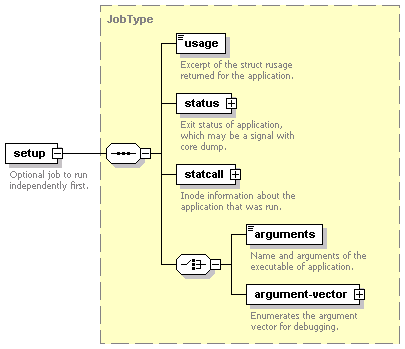 JobType
usage
Excerpt of the struct rusage
returned for the application.
status
Exit status of application,
which may be a signal with
core dump.
setup
Optional job to run
independently first.
statcall
Inode information about the
application that was run.
arguments
Name and arguments of the
executable of application.
argument-vector
Enumerates the argument
vector for debugging.